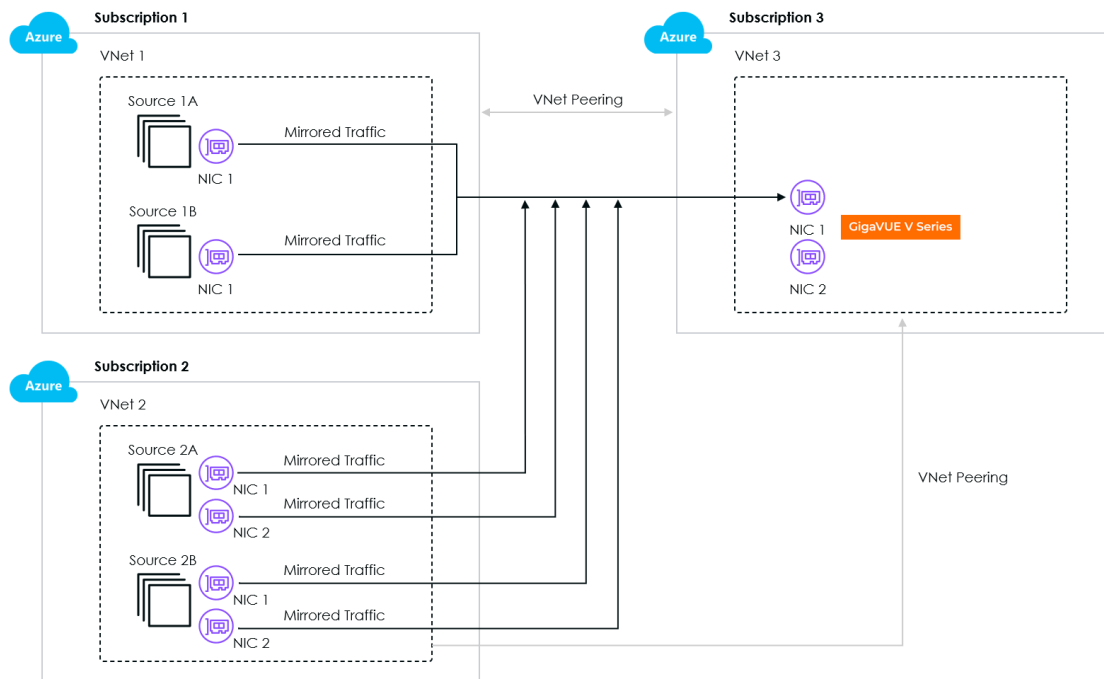 Subscription 1
Azure
VNet 1
Source 1A
Mirrored Traffic
NIC 1
Source 1B
Mirrored Traffic
NIC 1
VNet Peering
Subscription 3
Azure
VNet 3
NIC 1
GigaVUE V Series
NIC 2
Subscription 2
Azure
VNet 2
Source 2A
Mirrored Traffic
NIC 1
Mirrored Traffic
NIC 2
Source 2B
Mirrored Traffic
NIC 1
Mirrored Traffic
NIC 2
VNet Peering